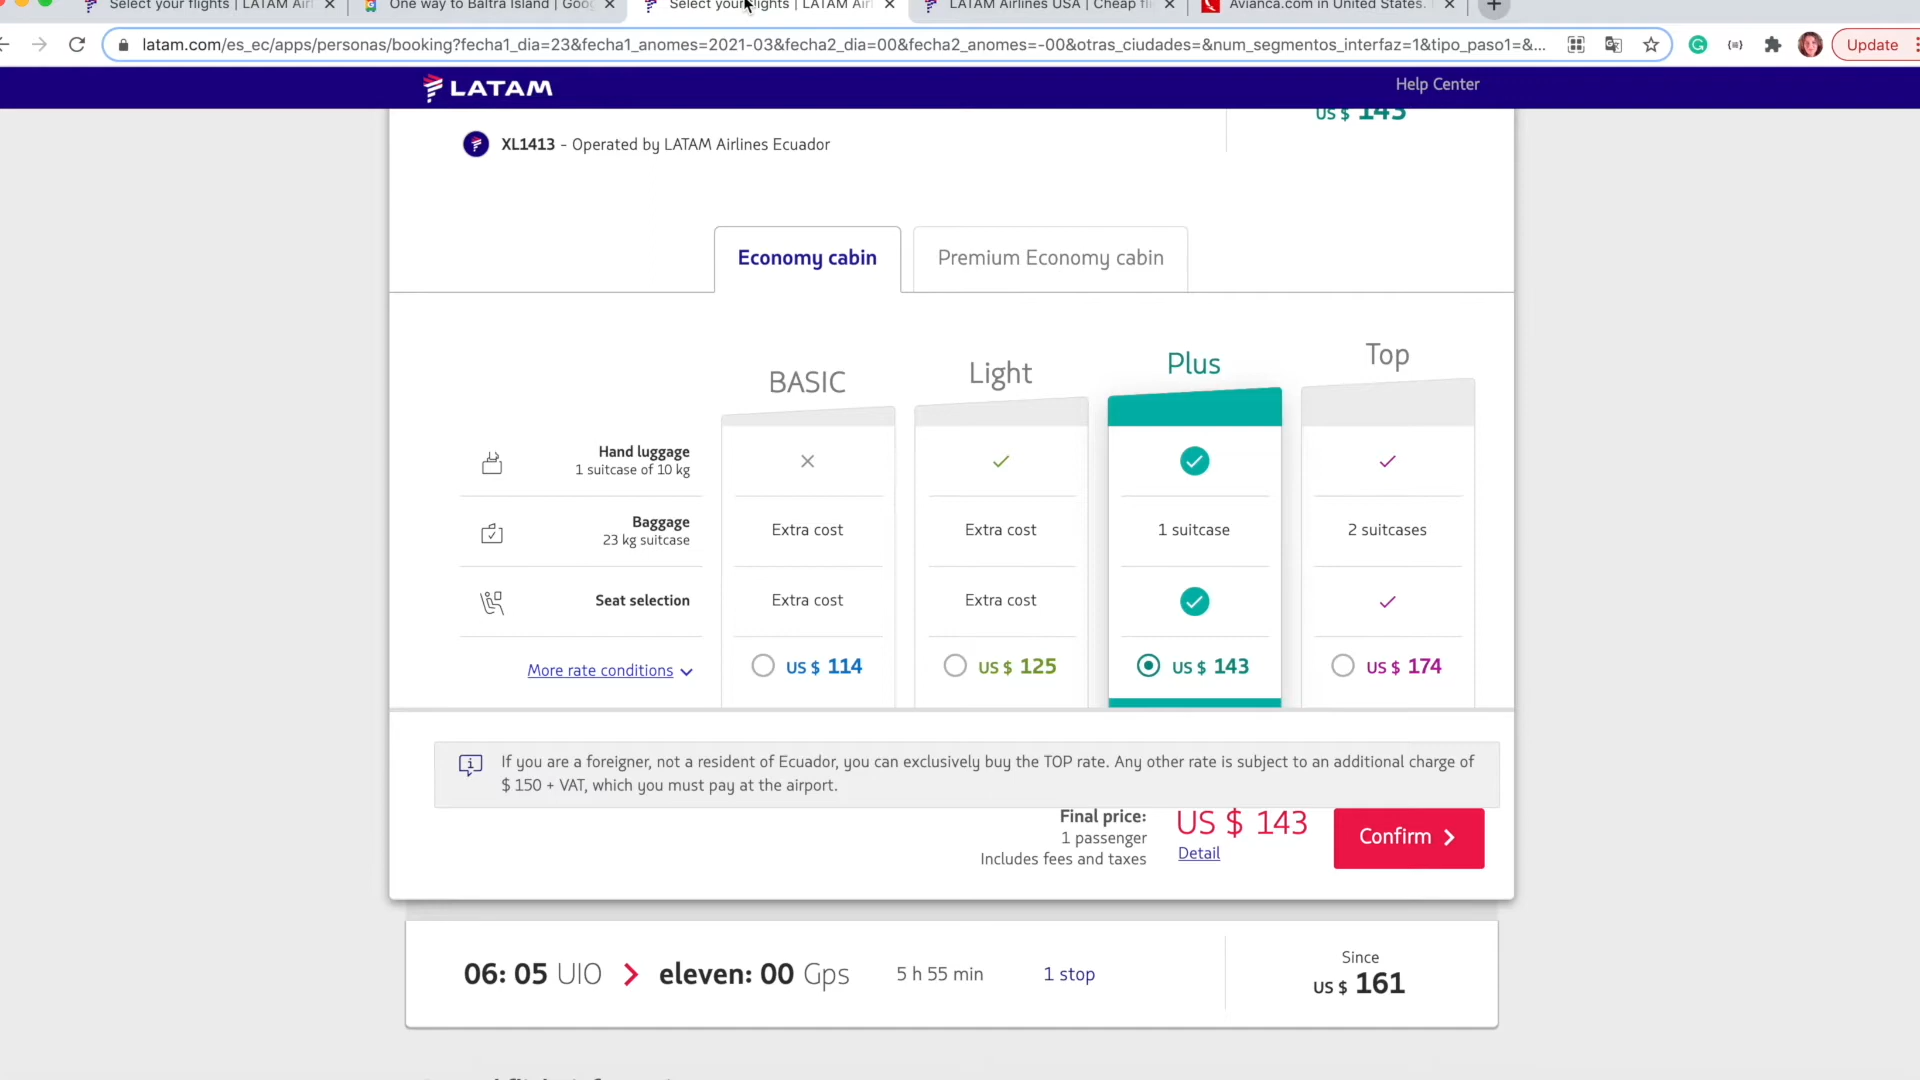 Select your flights | LATAM Air
One way to Baltra Island | Goog
Select your flights | LATAM Air
LATAM Airlines USA | Cheap fli
Avianca.com in United States.
latam.com/es_ec/apps/personas/booking?fecha1_dia=23&fecha1_anomes=2021-03&fecha2_dia=00&fecha2_anomes=-00&otras_ciudades=&num_segmentos_interfaz=1&tipo_paso1=&...
Update
LATAM
Help Center
US $ 143
XL1413 - Operated by LATAM Airlines Ecuador
Economy cabin
Premium Economy cabin
BASIC
Light
Plus
Top
Hand luggage
1 suitcase of 10 kg
Baggage
23 kg suitcase
Extra cost
Extra cost
1 suitcase
2 suitcases
Seat selection
Extra cost
Extra cost
More rate conditions
US $ 114
US $ 125
US $ 143
US $ 174
If you are a foreigner, not a resident of Ecuador, you can exclusively buy the TOP rate. Any other rate is subject to an additional charge of
$ 150 + VAT, which you must pay at the airport.
Final price:
1 passenger
Includes fees and taxes
US $ 143
Detail
Confirm
06: 05 UIO
eleven: 00 Gps
5 h 55 min
1 stop
Since
US $ 161